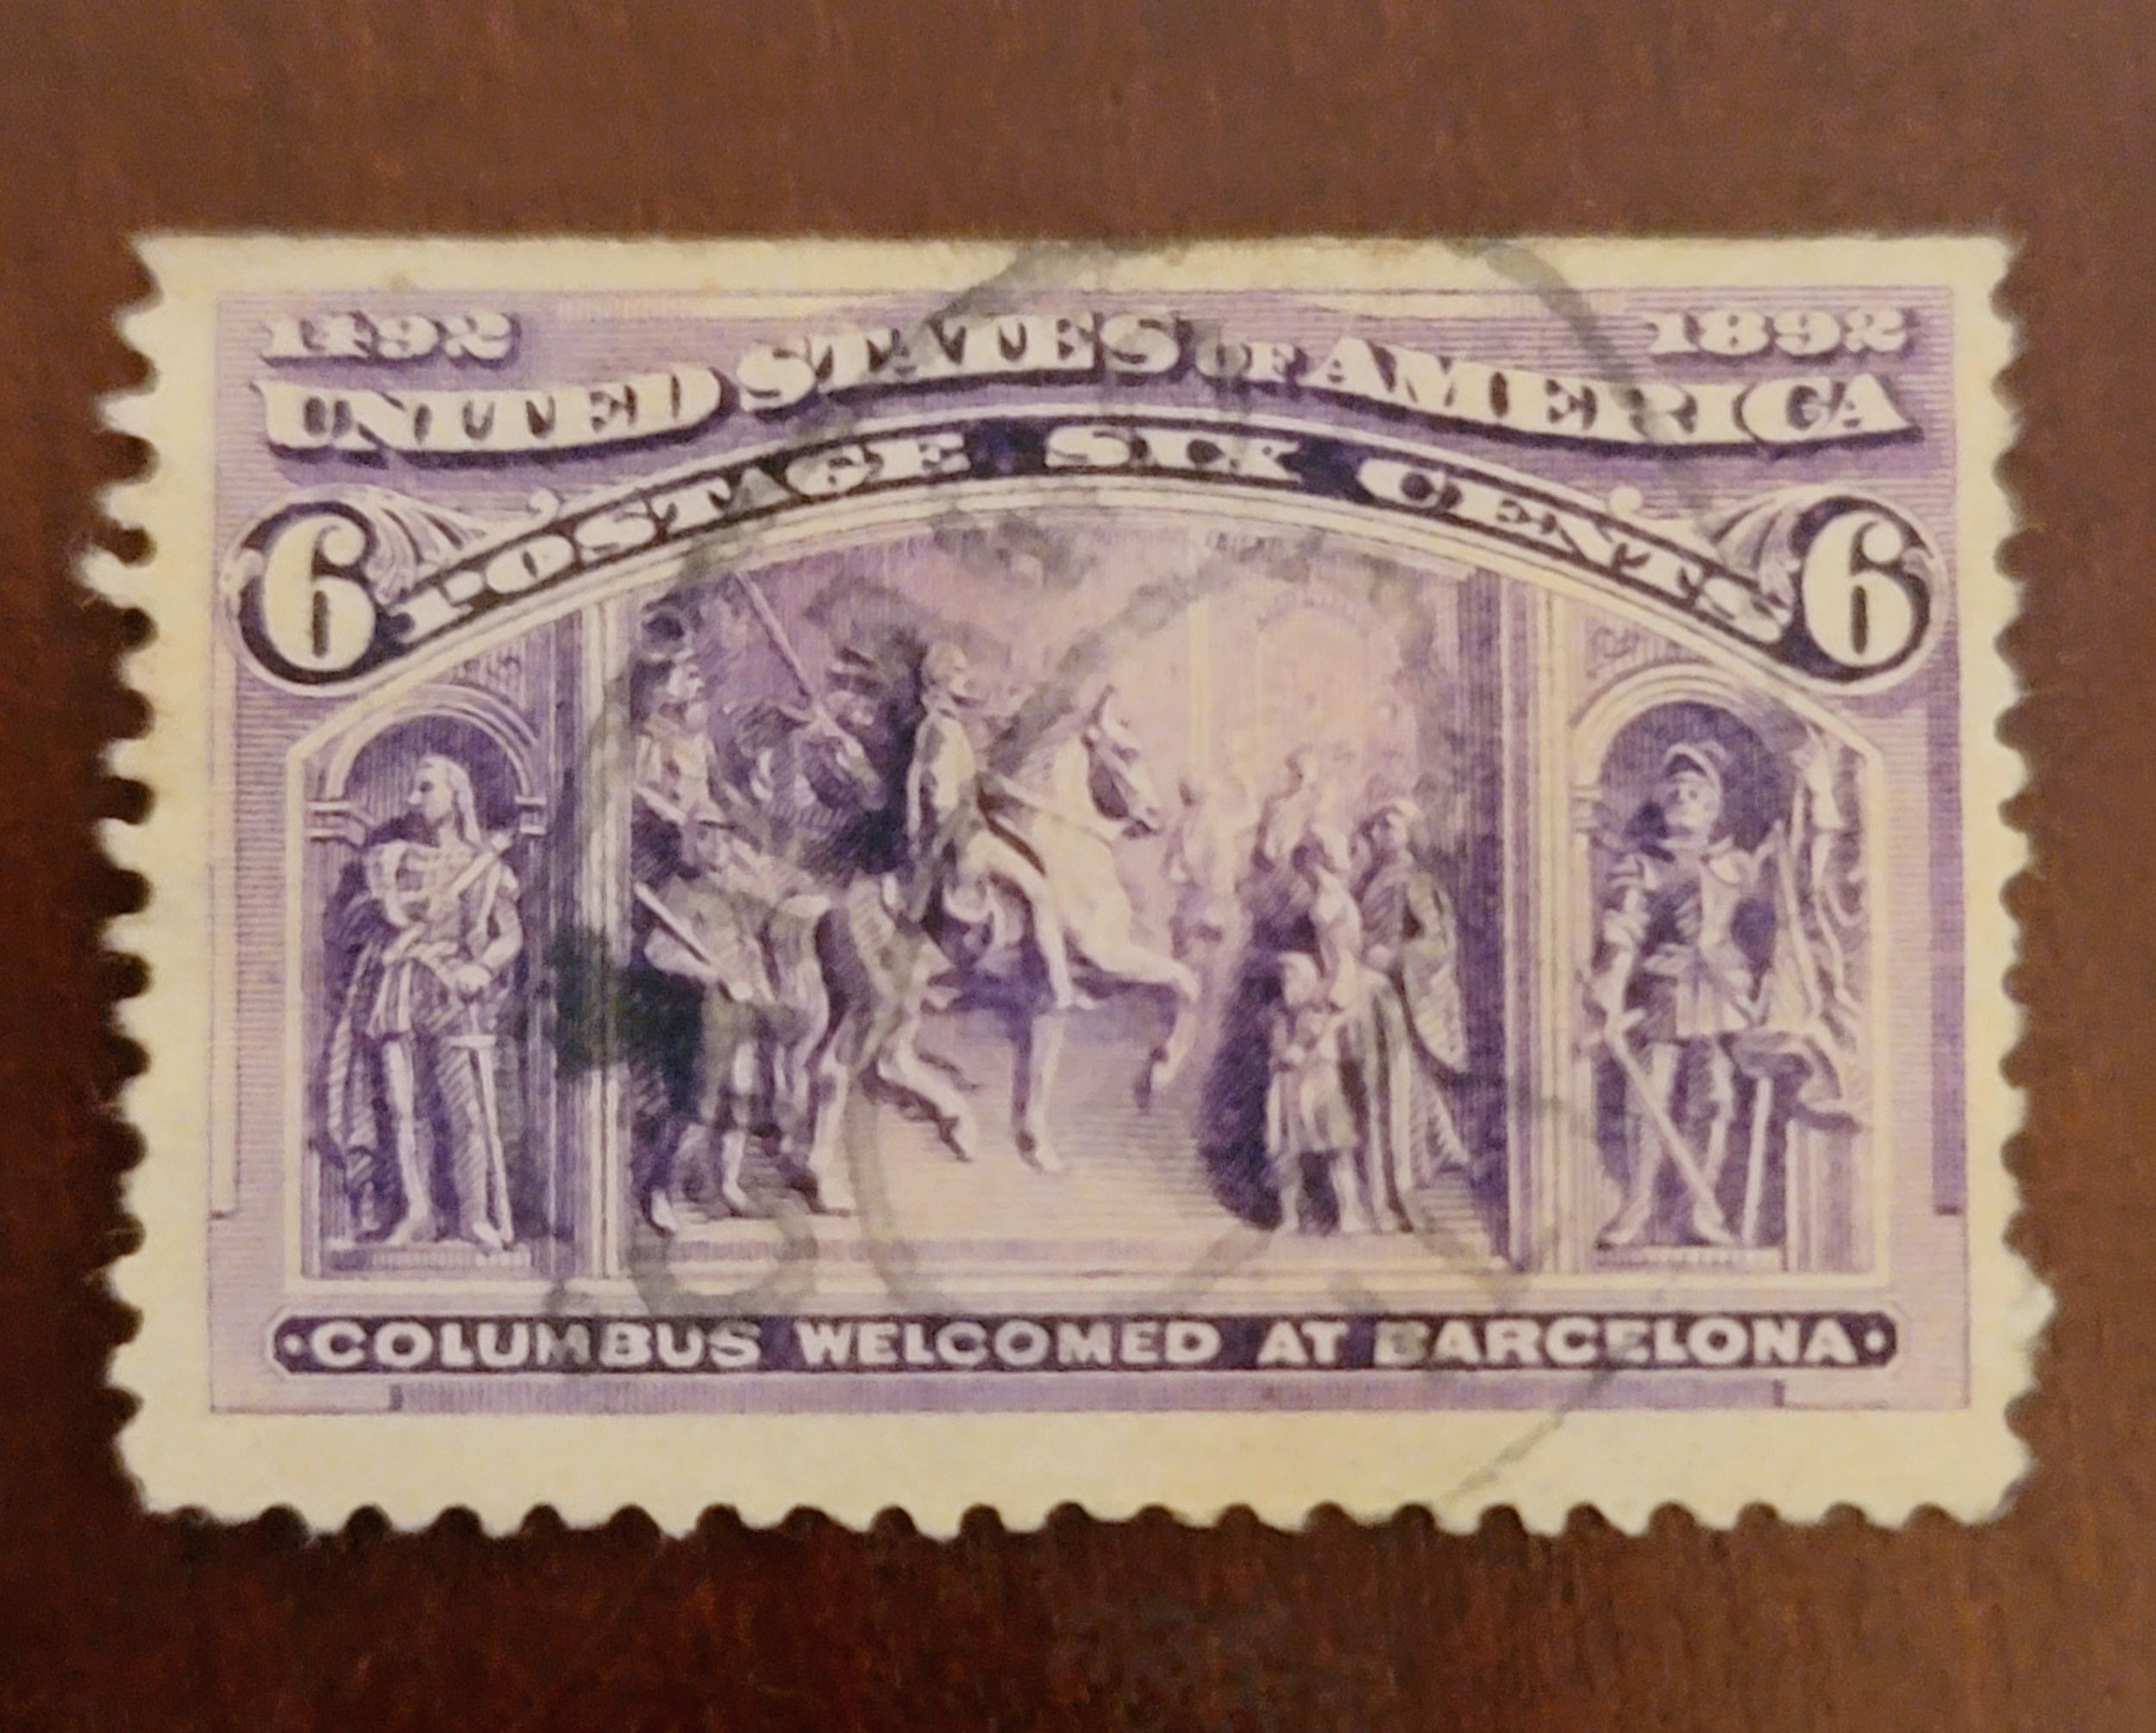 1492 1892
UNITED STATES OF AMERICA
POSTAGE SIX CENTS
6 6
·COLUMBUS WELCOMED AT BARCELONA·